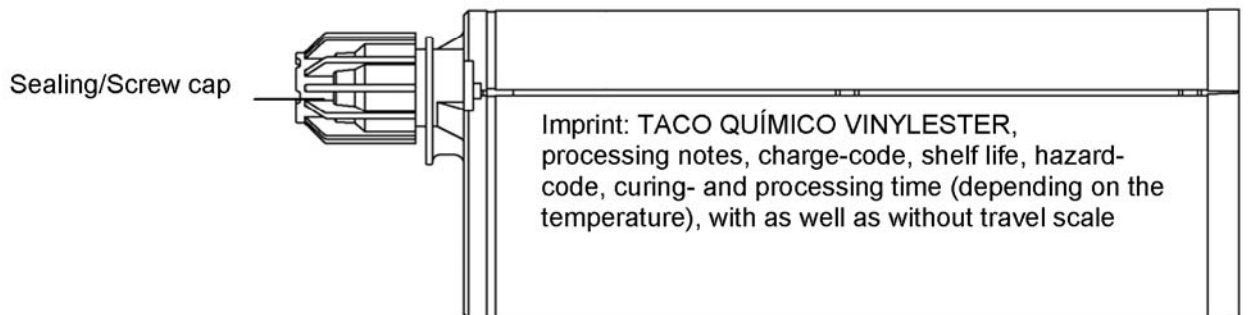 Sealing/Screw cap
Imprint: TACO QUÍMICO VINYLESTER,
processing notes, charge-code, shelf life, hazard-
code, curing- and processing time (depending on the
temperature), with as well as without travel scale